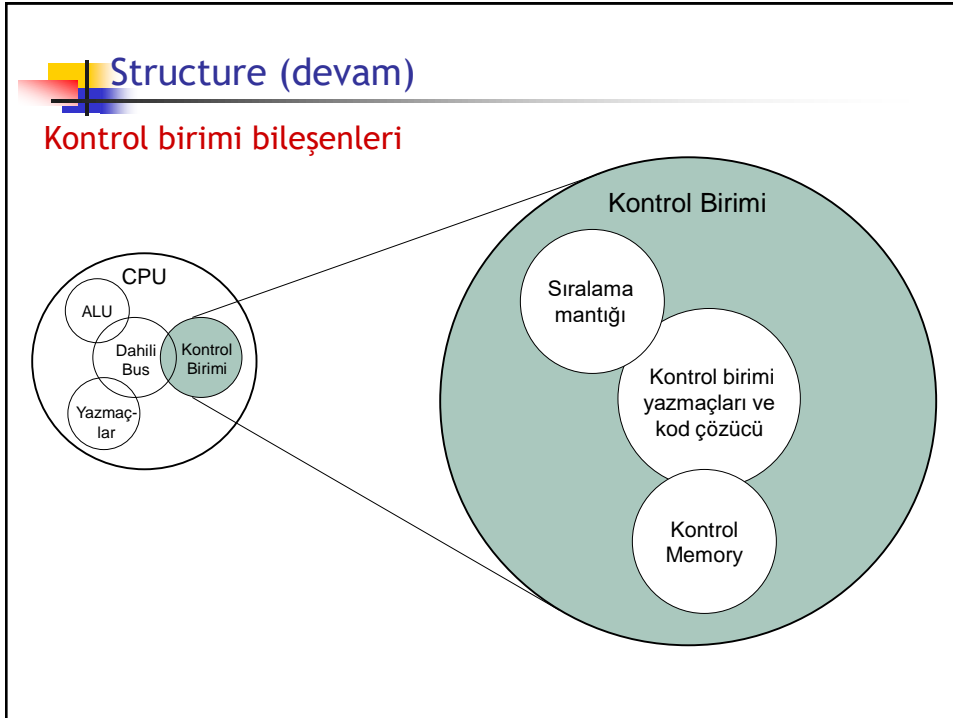 Structure (devam)
Kontrol birimi bileşenleri
CPU
ALU
Dahili
Bus
Kontrol
Birimi
Yazmaç-
lar
Kontrol Birimi
Sıralama
mantığı
Kontrol birimi
yazmaçları ve
kod çözücü
Kontrol
Memory